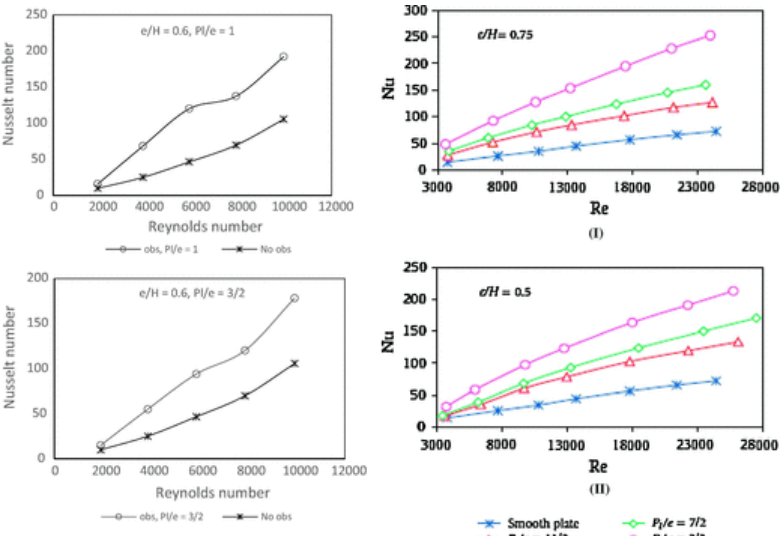 250
200
150
100
50
0
Nusselt number
e/H = 0.6, Pl/e = 1
0 2000 4000 6000 8000 10000 12000
Reynolds number
obs, Pl/e = 1 No obs
200
150
100
50
0
Nusselt number
e/H = 0.6, Pl/e = 3/2
0 2000 4000 6000 8000 10000 12000
Reynolds number
obs, Pl/e = 3/2 No obs
300
250
200
150
100
50
0
Nu
e/H = 0.75
3000 8000 13000 18000 23000 28000
Re
(I)
250
200
150
100
50
0
Nu
e/H = 0.5
3000 8000 13000 18000 23000 28000
Re
(II)
Smooth plate Pl/e = 7/2